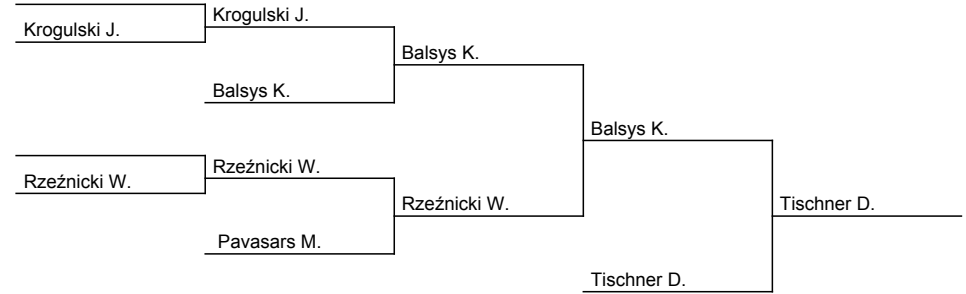 Krogulski J.
Krogulski J.
Balsys K.
Balsys K.
Balsys K.
Rzeźnicki W.
Rzeźnicki W.
Rzeźnicki W.
Tischner D.
Pavasars M.
Tischner D.